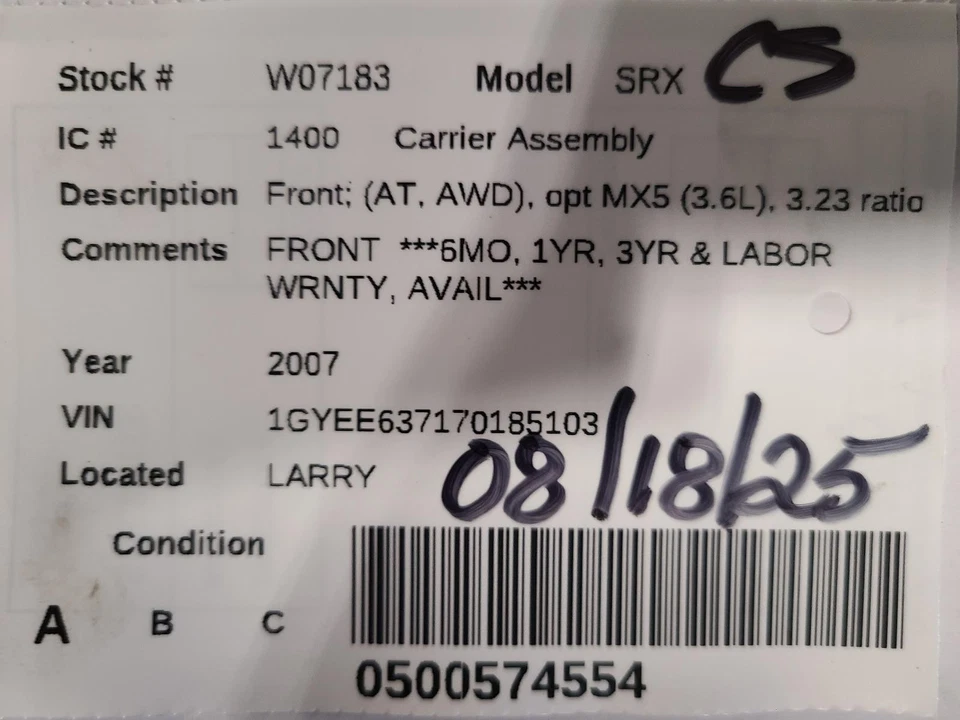 Stock # W07183 Model SRX CS
IC # 1400 Carrier Assembly
Description Front; (AT, AWD), opt MX5 (3.6L), 3.23 ratio
Comments FRONT ***6MO, 1YR, 3YR & LABOR
WRNTY, AVAIL***
Year 2007
VIN 1GYEE637170185103
Located LARRY
08/18/25
Condition
A B C
0500574554